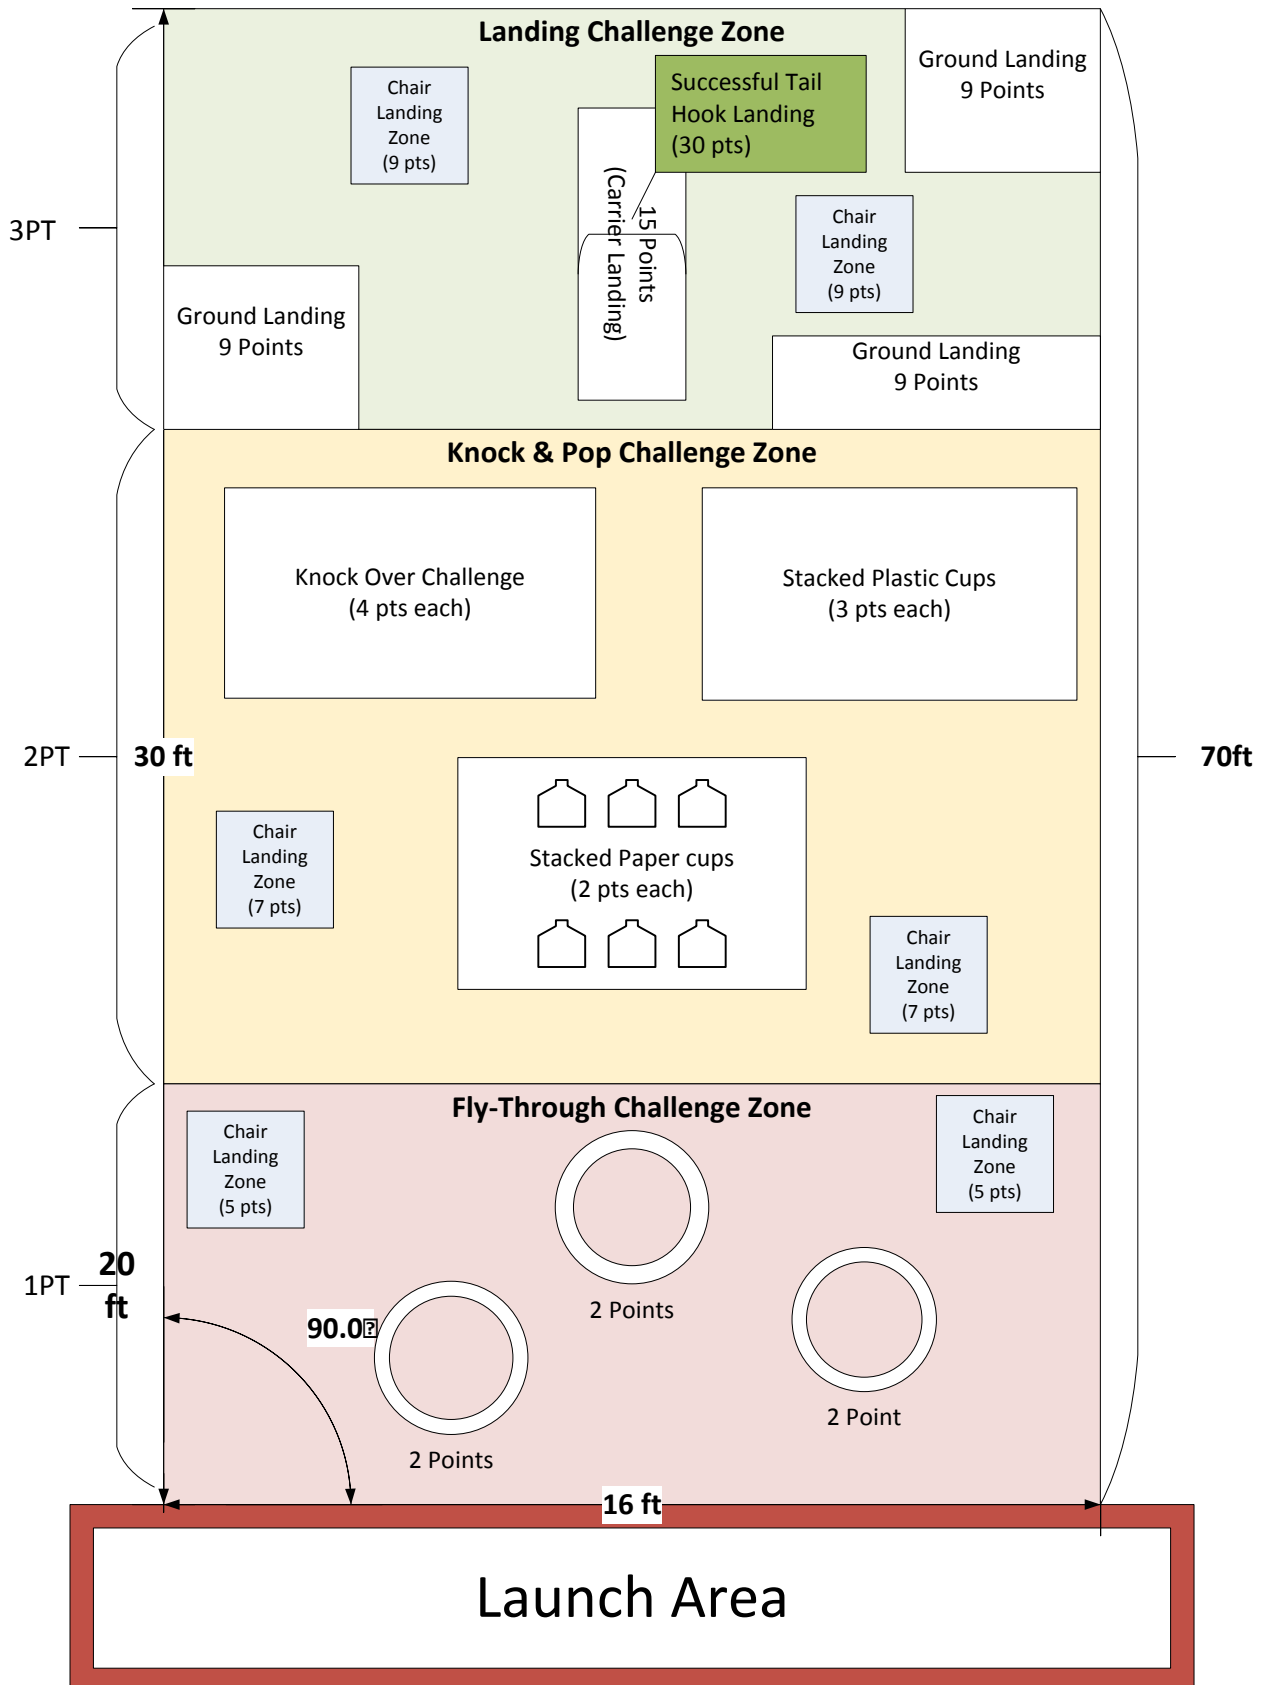 Landing Challenge Zone
Ground Landing
9 Points
Successful Tail
Hook Landing
(30 pts)
Chair
Landing
Zone
(9 pts)
15 Points
(Carrier Landing)
Chair
Landing
Zone
(9 pts)
3PT
Ground Landing
9 Points
Ground Landing
9 Points
Knock & Pop Challenge Zone
Knock Over Challenge
(4 pts each)
Stacked Plastic Cups
(3 pts each)
2PT
30 ft
70ft
Stacked Paper cups
(2 pts each)
Chair
Landing
Zone
(7 pts)
Chair
Landing
Zone
(7 pts)
Fly-Through Challenge Zone
Chair
Landing
Zone
(5 pts)
Chair
Landing
Zone
(5 pts)
1PT
20
ft
90.0
2 Points
2 Point
2 Points
16 ft
Launch Area